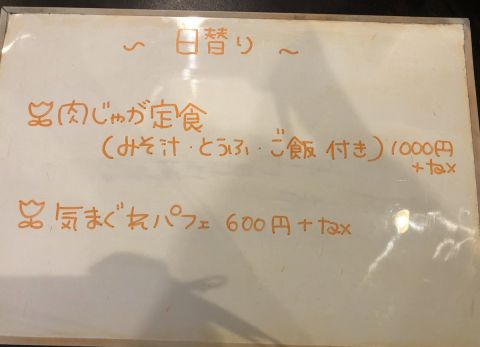 ~ 日替り ~
肉じゃが定食
(みそ汁・とうふ・ご飯 付き) 1000円
+tax
気まぐれパフェ 600円+tax